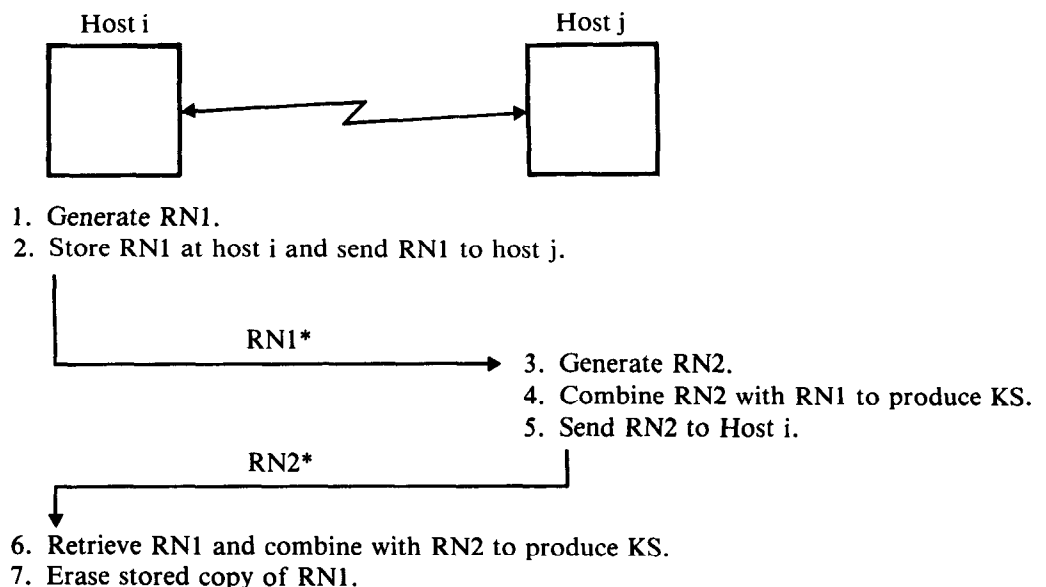 Host i
Host j
1. Generate RN1.
2. Store RN1 at host i and send RN1 to host j.
RN1*
3. Generate RN2.
4. Combine RN2 with RN1 to produce KS.
5. Send RN2 to Host i.
RN2*
6. Retrieve RN1 and combine with RN2 to produce KS.
7. Erase stored copy of RN1.